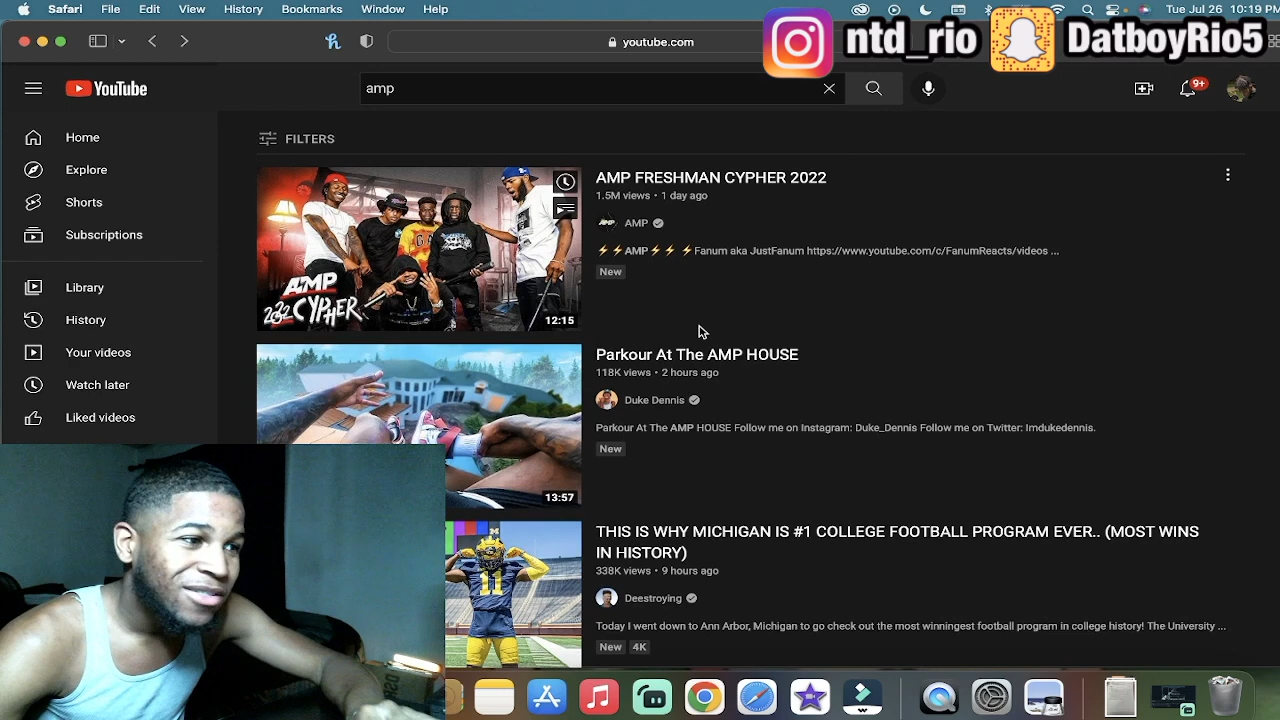 Safari File Edit View History Bookmarks Window Help
Tue Jul 26 10:19 PM
youtube.com
ntd_rio
DatboyRio5
YouTube
amp
9+
Home
Explore
Shorts
Subscriptions
Library
History
Your videos
Watch later
Liked videos
FILTERS
AMP
CYPHER
12:15
AMP FRESHMAN CYPHER 2022
1.5M views • 1 day ago
AMP
⚡⚡AMP⚡⚡ ⚡Fanum aka JustFanum https://www.youtube.com/c/FanumReacts/videos ...
New
13:57
Parkour At The AMP HOUSE
118K views • 2 hours ago
Duke Dennis
Parkour At The AMP HOUSE Follow me on Instagram: Duke_Dennis Follow me on Twitter: Imdukedennis.
New
11
THIS IS WHY MICHIGAN IS #1 COLLEGE FOOTBALL PROGRAM EVER.. (MOST WINS
IN HISTORY)
338K views • 9 hours ago
Deestroying
Today I went down to Ann Arbor, Michigan to go check out the most winningest football program in college history! The University ...
New 4K